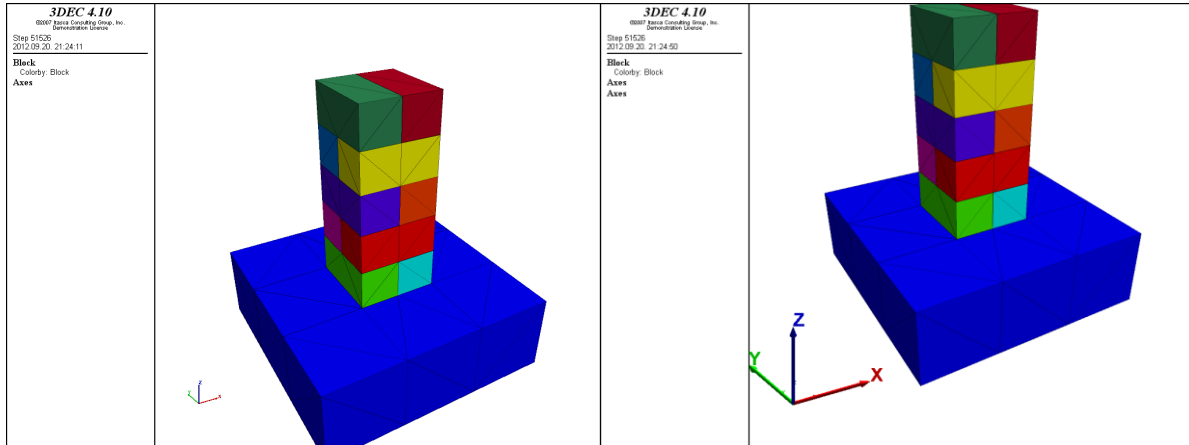 3DEC 4.10
©2007 Itasca Consulting Group, Inc.
Demonstration License
Step 51526
2012.09.20. 21:24:11
Block
Colorby: Block
Axes
z
Y
x
3DEC 4.10
©2007 Itasca Consulting Group, Inc.
Demonstration License
Step 51526
2012.09.20. 21:24:50
Block
Colorby: Block
Axes
Axes
Z
Y
X